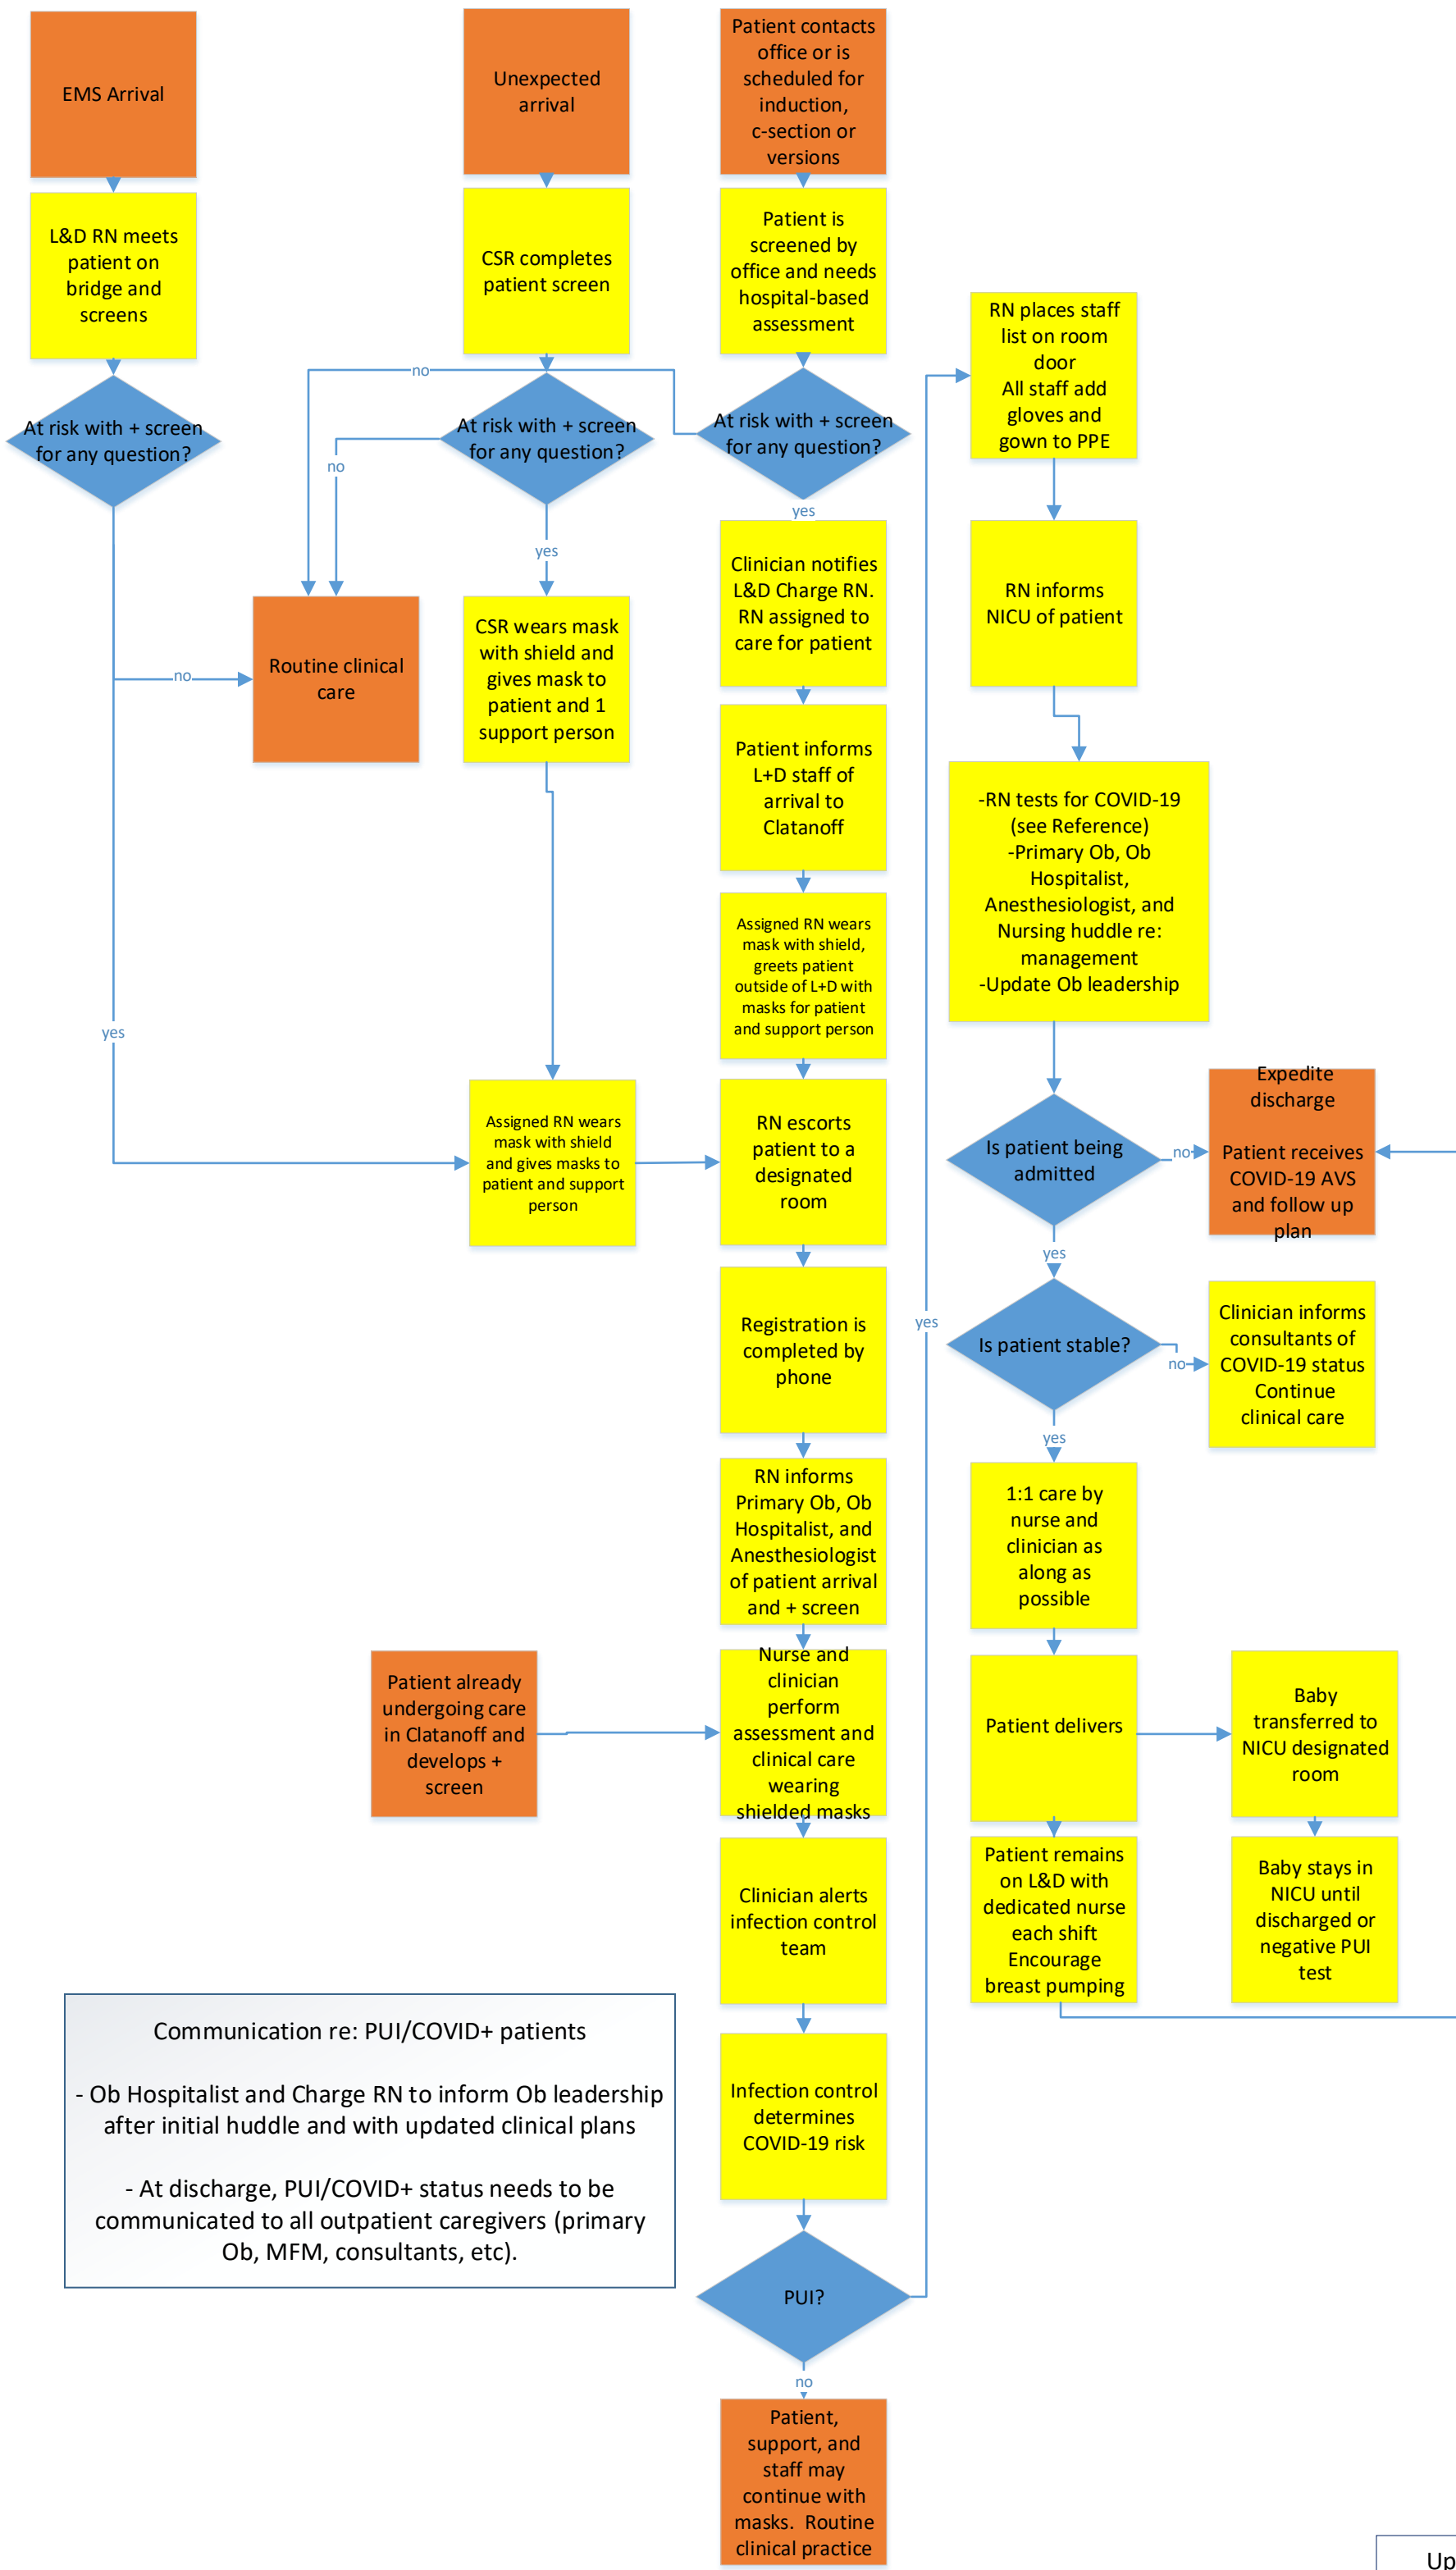 EMS Arrival
L&D RN meets
patient on
bridge and
screens
At risk with + screen
for any question?
no
yes
Unexpected
arrival
CSR completes
patient screen
At risk with + screen
for any question?
no
yes
CSR wears mask
with shield and
gives mask to
patient and 1
support person
Routine clinical
care
Assigned RN wears
mask with shield
and gives masks to
patient and support
person
Patient contacts
office or is
scheduled for
induction,
c-section or
versions
Patient is
screened by
office and needs
hospital-based
assessment
At risk with + screen
for any question?
no
yes
Clinician notifies
L&D Charge RN.
RN assigned to
care for patient
Patient informs
L+D staff of
arrival to
Clatanoff
Assigned RN wears
mask with shield,
greets patient
outside of L+D with
masks for patient
and support person
RN escorts
patient to a
designated
room
Registration is
completed by
phone
RN informs
Primary Ob, Ob
Hospitalist, and
Anesthesiologist
of patient arrival
and + screen
Patient already
undergoing care
in Clatanoff and
develops +
screen
Nurse and
clinician
perform
assessment and
clinical care
wearing
shielded masks
Clinician alerts
infection control
team
Infection control
determines
COVID-19 risk
PUI?
no
yes
Patient,
support, and
staff may
continue with
masks. Routine
clinical practice
RN places staff
list on room
door
All staff add
gloves and
gown to PPE
RN informs
NICU of patient
-RN tests for COVID-19
(see Reference)
-Primary Ob, Ob
Hospitalist,
Anesthesiologist, and
Nursing huddle re:
management
-Update Ob leadership
Is patient being
admitted
no
yes
Expedite
discharge
Patient receives
COVID-19 AVS
and follow up
plan
Is patient stable?
no
yes
Clinician informs
consultants of
COVID-19 status
Continue
clinical care
1:1 care by
nurse and
clinician as
along as
possible
Patient delivers
Baby
transferred to
NICU designated
room
Patient remains
on L&D with
dedicated nurse
each shift
Encourage
breast pumping
Baby stays in
NICU until
discharged or
negative PUI
test
Communication re: PUI/COVID+ patients
- Ob Hospitalist and Charge RN to inform Ob leadership
after initial huddle and with updated clinical plans
- At discharge, PUI/COVID+ status needs to be
communicated to all outpatient caregivers (primary
Ob, MFM, consultants, etc).